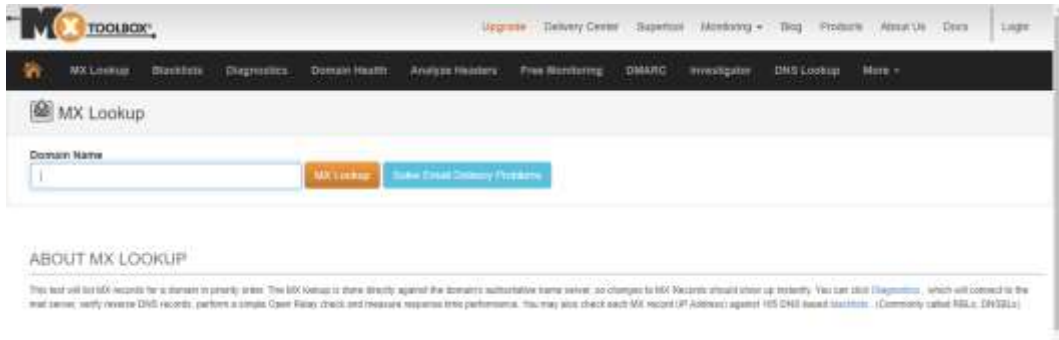 MX TOOLBOX
Upgrade Delivery Center Supertool Monitoring Blog Products About Us Docs Login
MX Lookup Blacklists Diagnostics Domain Health Analyze Headers Free Monitoring DMARC Investigator DNS Lookup More
MX Lookup
Domain Name
MX Lookup Solve Email Delivery Problems
ABOUT MX LOOKUP
This test will list MX records for a domain in priority order. The MX lookup is done directly against the domain's authoritative name server, so changes to MX Records should show up instantly. You can click Diagnostics , which will connect to the
mail server, verify reverse DNS records, perform a simple Open Relay check and measure response time performance. You may also check each MX record (IP Address) against 105 DNS based blacklists . (Commonly called RBLs, DNSBLs)